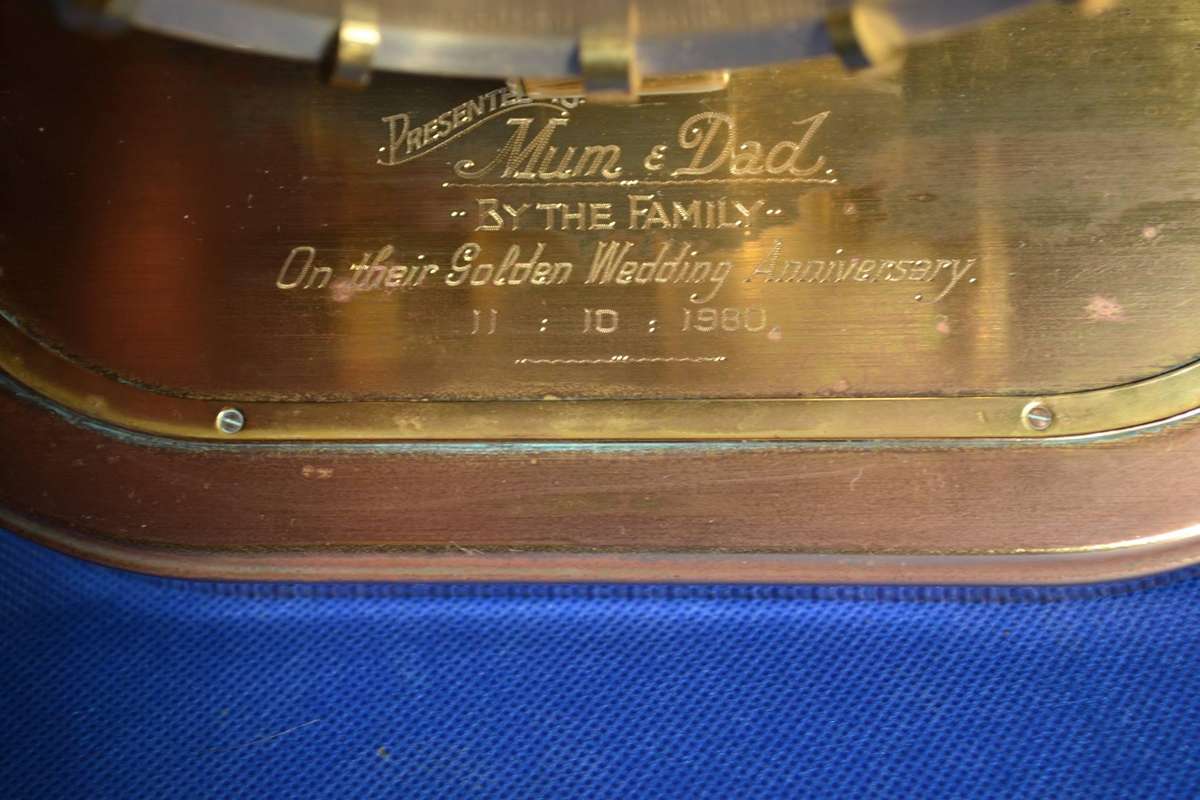 PRESENTED TO.
Mum & Dad.
BY THE FAMILY
On their Golden Wedding Anniversary.
11 : 10 : 1980.